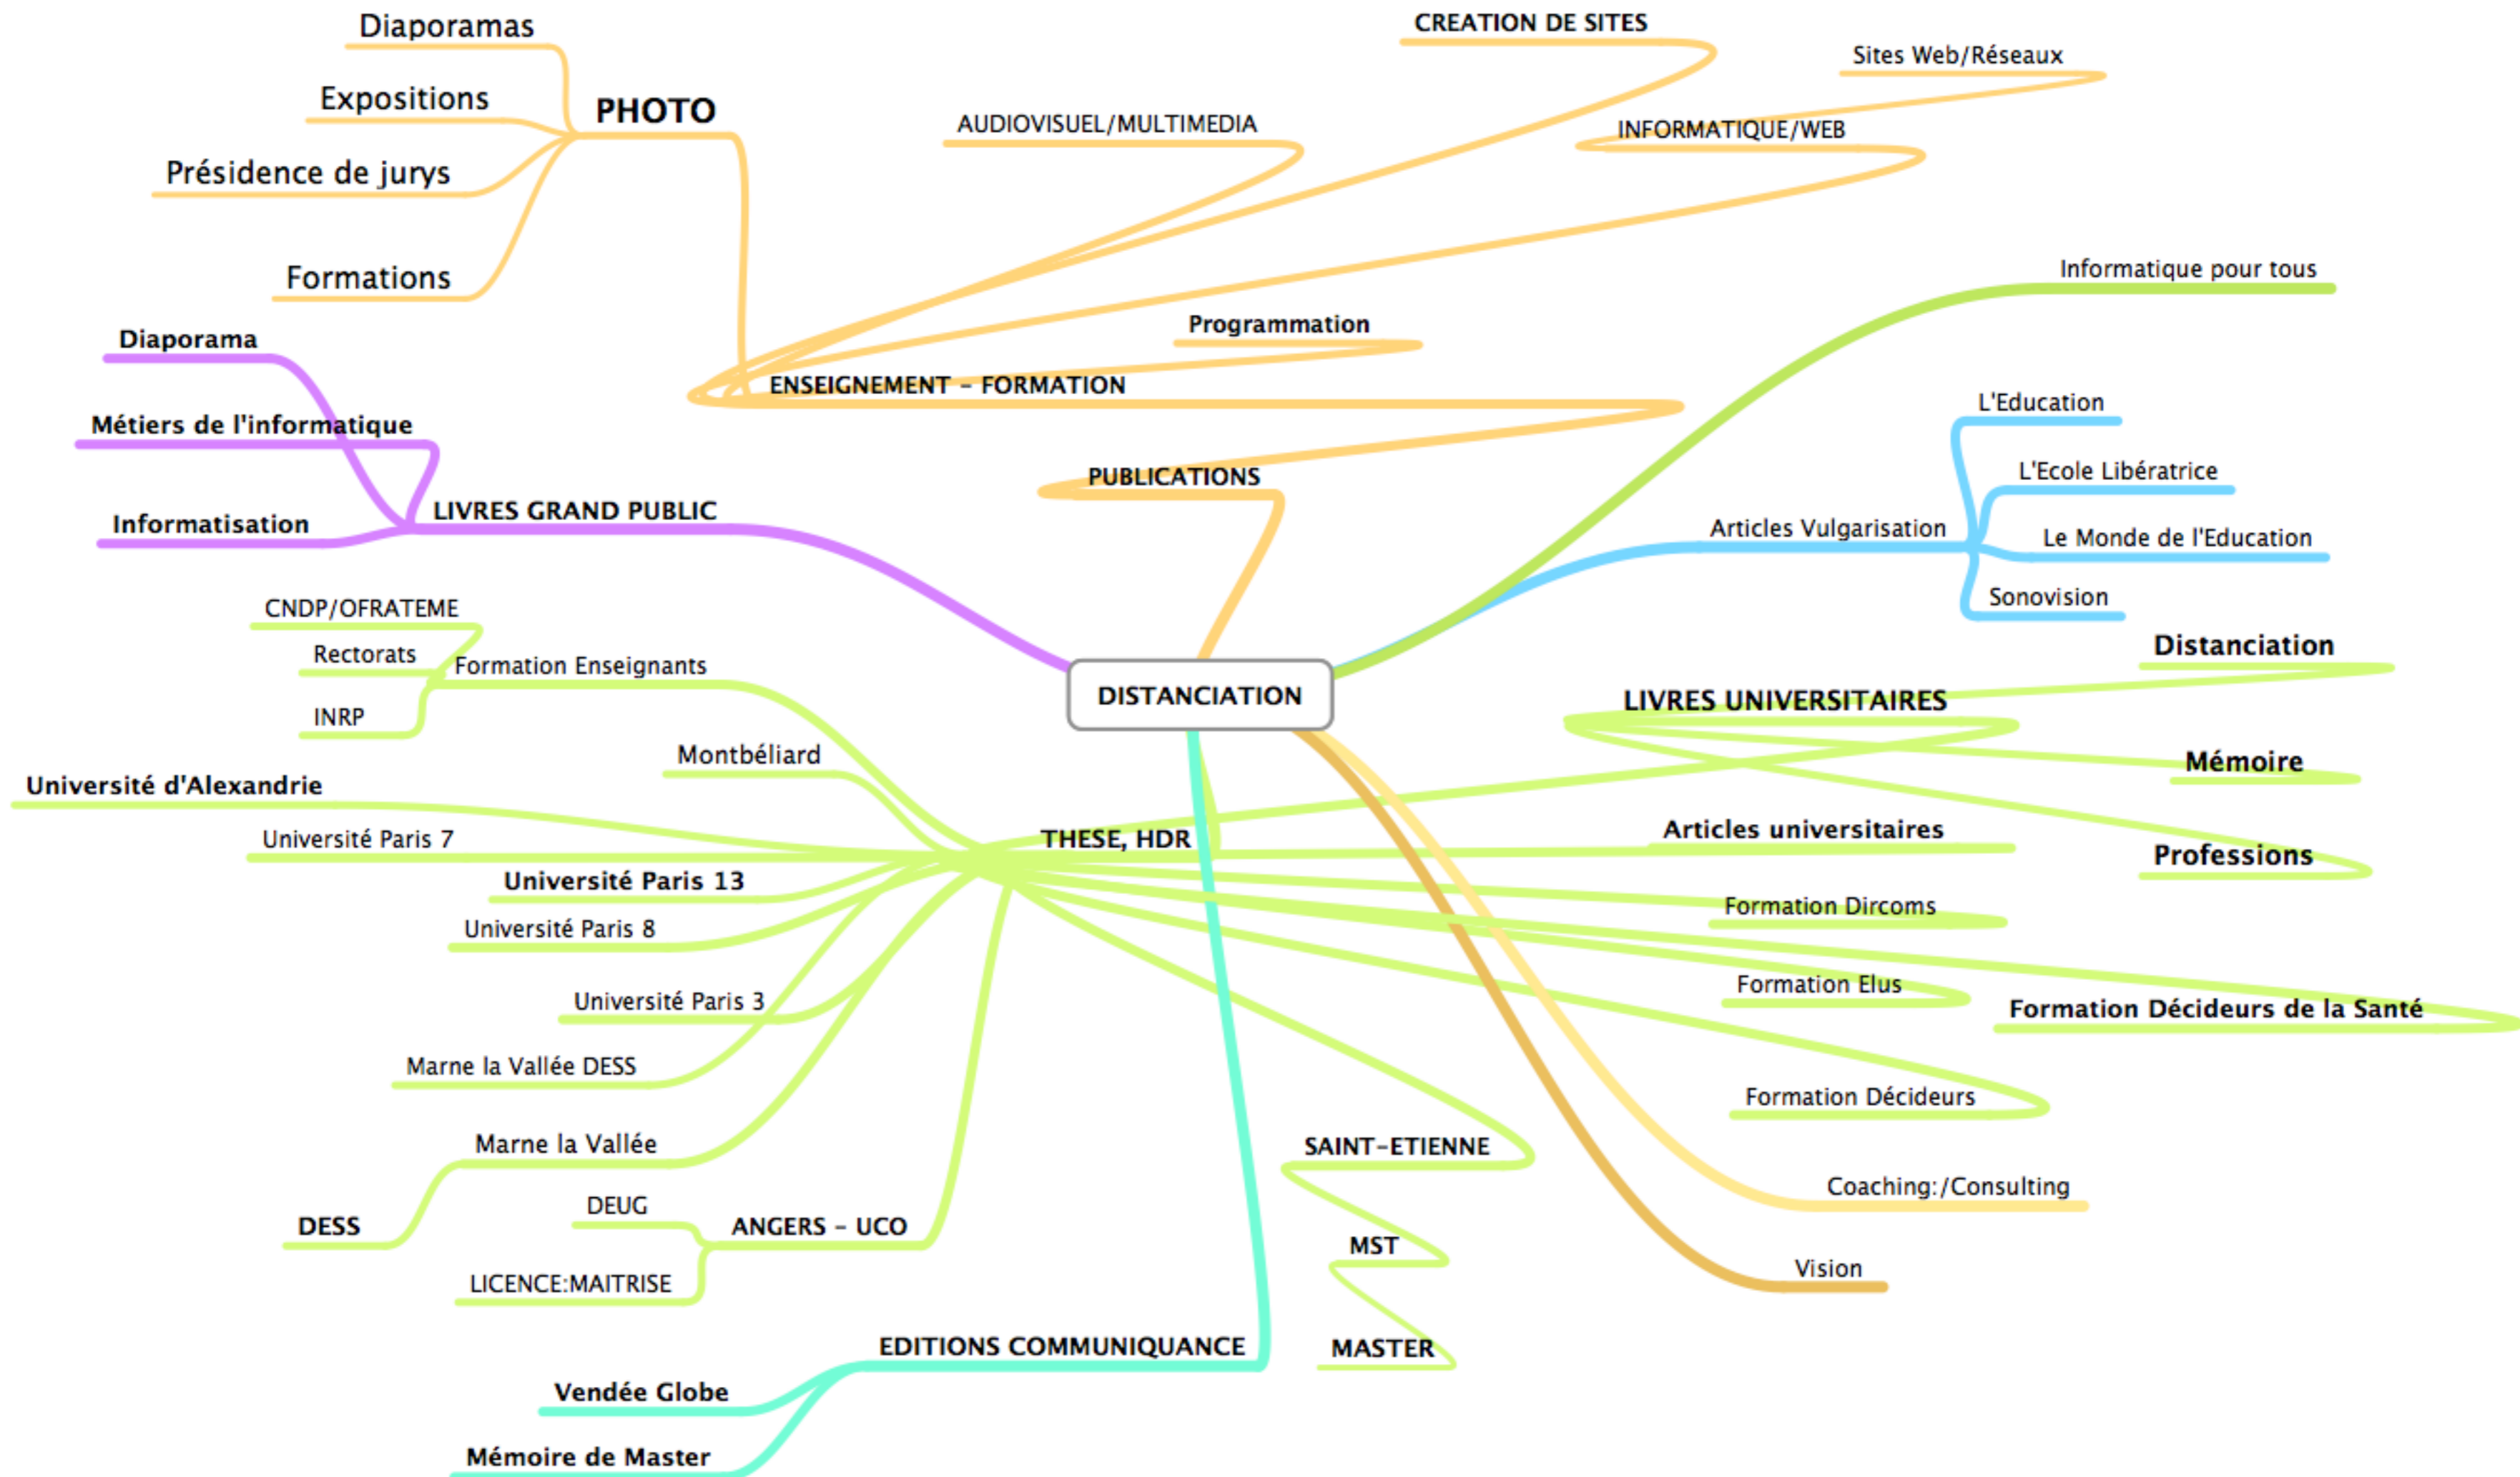 Diaporamas
CREATION DE SITES
Sites Web/Réseaux
Expositions
PHOTO
AUDIOVISUEL/MULTIMEDIA
INFORMATIQUE/WEB
Présidence de jurys
Formations
Informatique pour tous
Programmation
Diaporama
ENSEIGNEMENT - FORMATION
L'Education
Métiers de l'informatique
PUBLICATIONS
L'Ecole Libératrice
LIVRES GRAND PUBLIC
Informatisation
Articles Vulgarisation
Le Monde de l'Education
Sonovision
CNDP/OFRATEME
Rectorats
Formation Enseignants
INRP
DISTANCIATION
Distanciation
LIVRES UNIVERSITAIRES
Montbéliard
Mémoire
Université d'Alexandrie
Université Paris 7
THESE, HDR
Articles universitaires
Professions
Université Paris 13
Université Paris 8
Formation Dircoms
Université Paris 3
Formation Elus
Formation Décideurs de la Santé
Marne la Vallée DESS
Formation Décideurs
Marne la Vallée
SAINT-ETIENNE
Coaching:/Consulting
DEUG
DESS
ANGERS - UCO
MST
Vision
LICENCE:MAITRISE
EDITIONS COMMUNIQUANCE
MASTER
Vendée Globe
Mémoire de Master